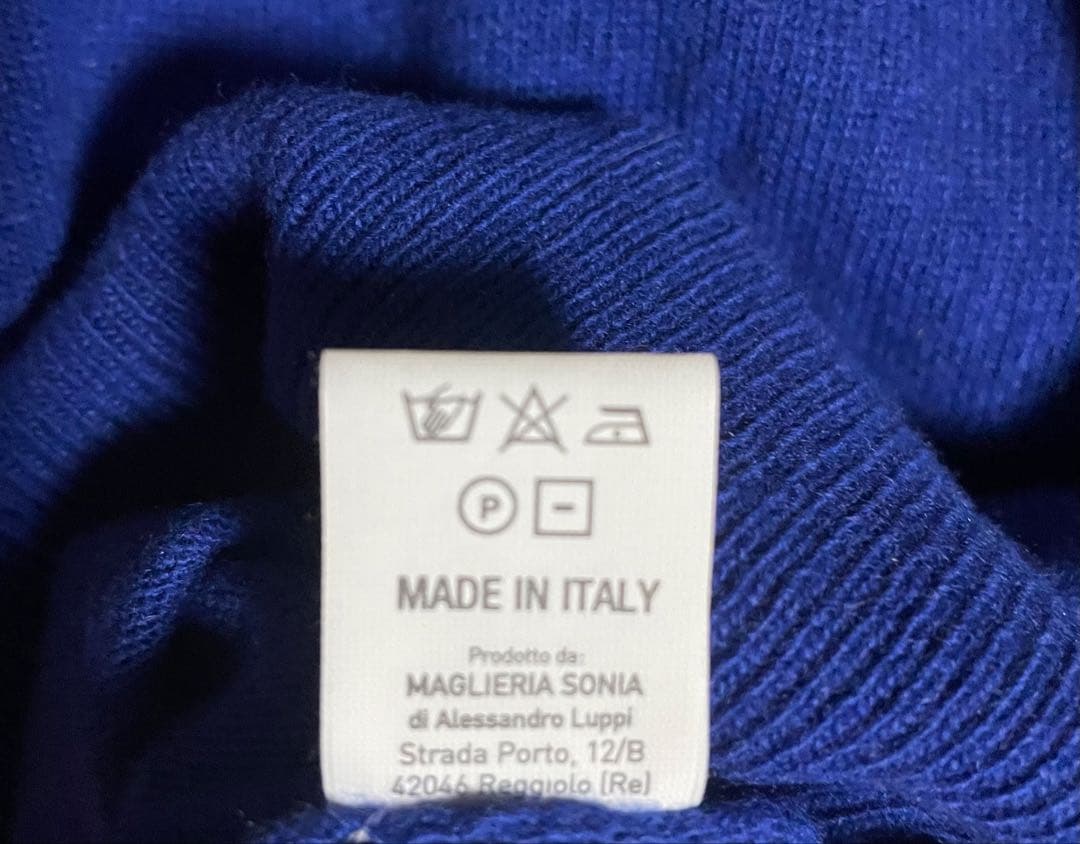 P
MADE IN ITALY
Prodotto da:
MAGLIERIA SONIA
di Alessandro Luppi
Strada Porto, 12/B
42046 Reggiolo (Re)